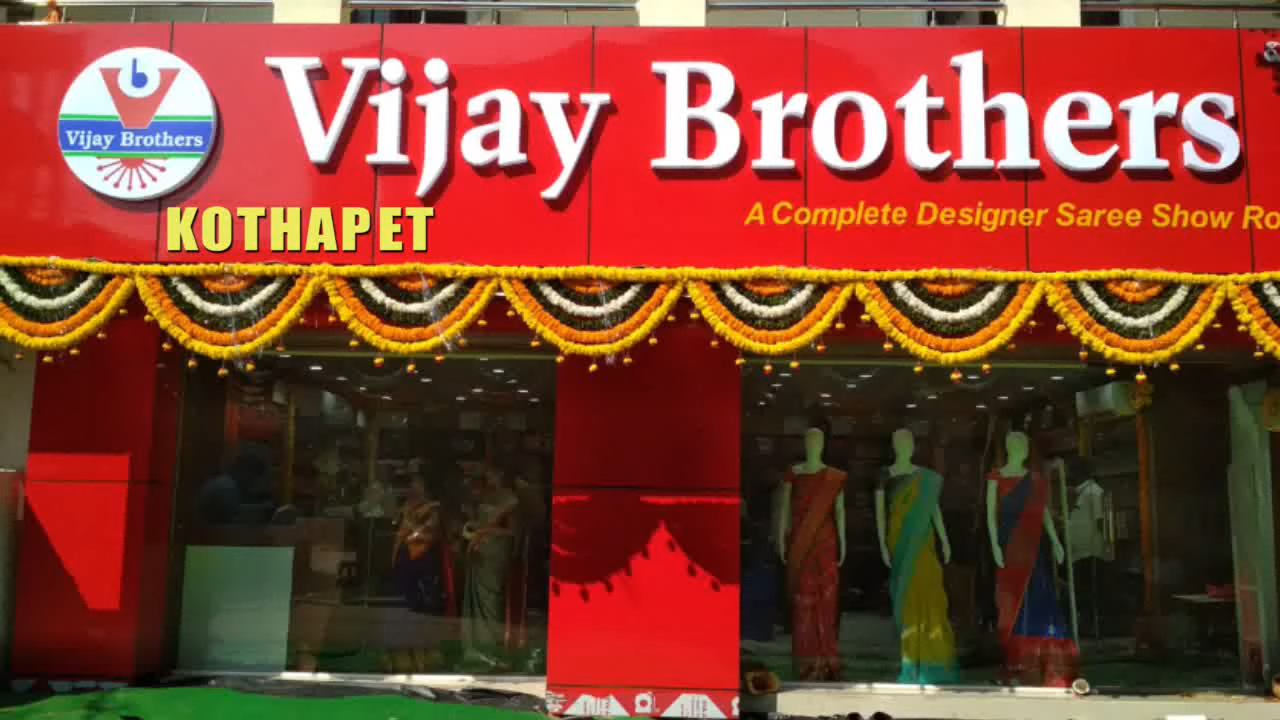 b
Vijay Brothers
Vijay Brothers
KOTHAPET
A Complete Designer Saree Show Ro